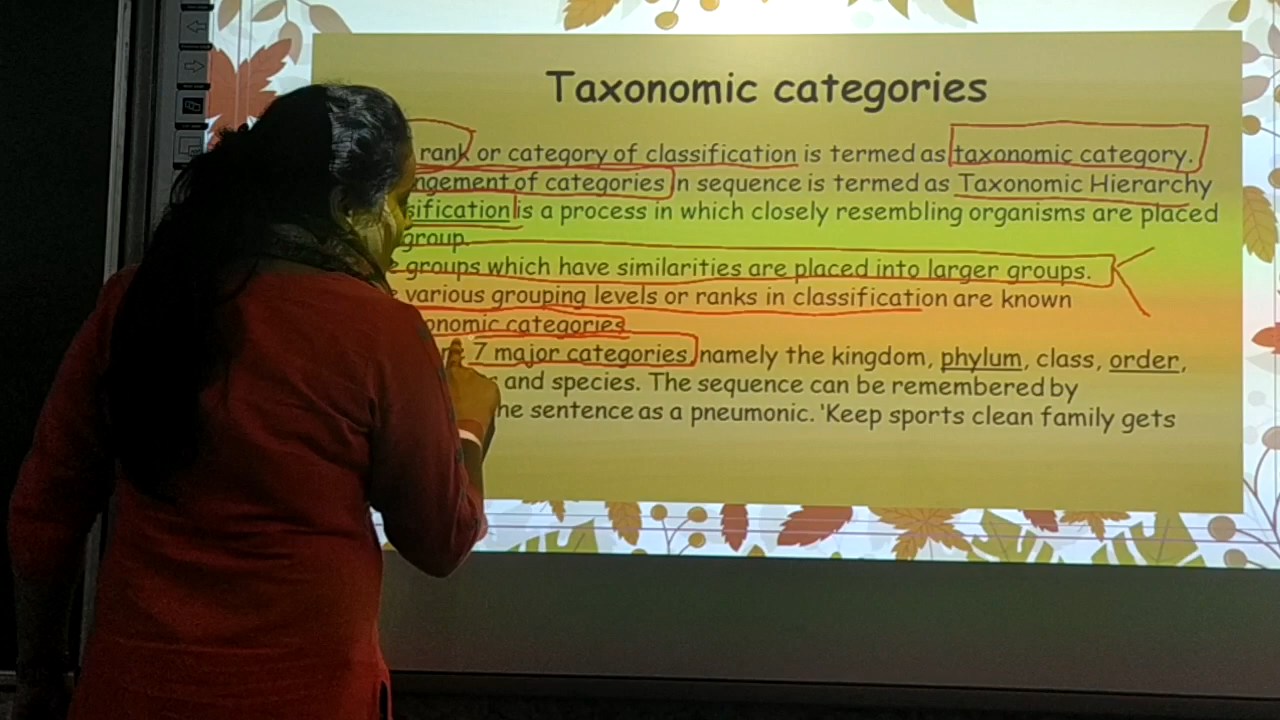 Taxonomic categories
rank or category of classification is termed as taxonomic category.
ngement of categories in sequence is termed as Taxonomic Hierarchy
sification is a process in which closely resembling organisms are placed
group.
groups which have similarities are placed into larger groups.
various grouping levels or ranks in classification are known
onomic categories
7 major categories namely the kingdom, phylum, class, order,
and species. The sequence can be remembered by
he sentence as a pneumonic. 'Keep sports clean family gets